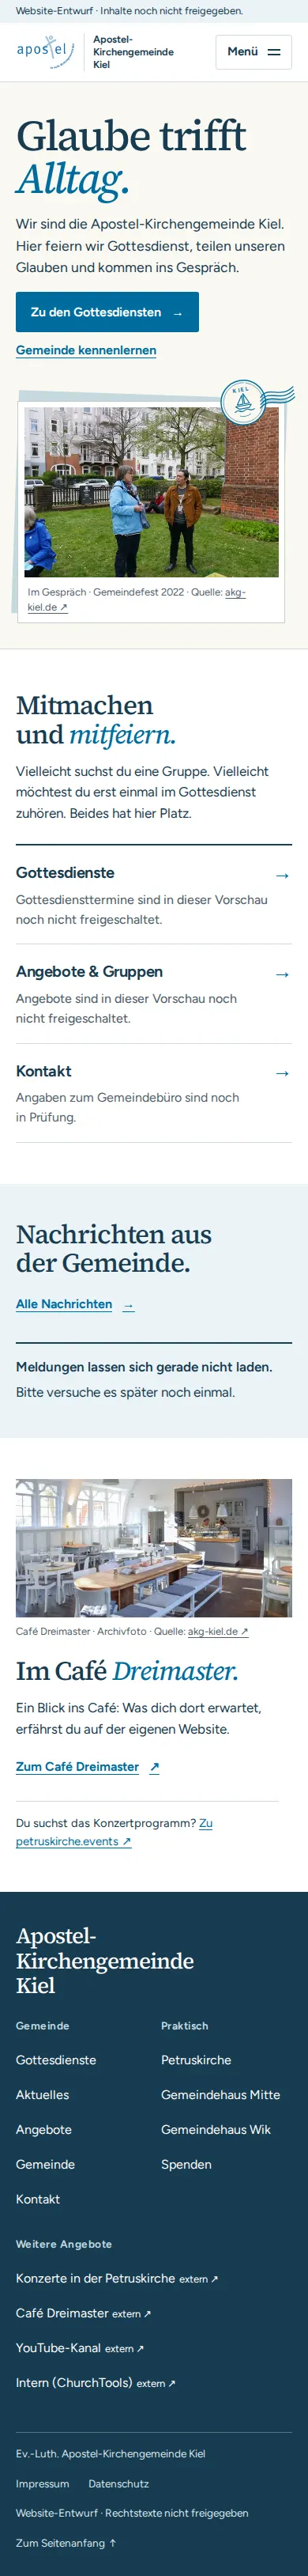 Website-Entwurf · Inhalte noch nicht freigegeben.
apostel
Apostel-
Kirchengemeinde
Kiel
Menü
Glaube trifft
Alltag.
Wir sind die Apostel-Kirchengemeinde Kiel.
Hier feiern wir Gottesdienst, teilen unseren
Glauben und kommen ins Gespräch.
Zu den Gottesdiensten →
Gemeinde kennenlernen
KIEL
Im Gespräch · Gemeindefest 2022 · Quelle: akg-
kiel.de ↗
Mitmachen
und mitfeiern.
Vielleicht suchst du eine Gruppe. Vielleicht
möchtest du erst einmal im Gottesdienst
zuhören. Beides hat hier Platz.
Gottesdienste →
Gottesdiensttermine sind in dieser Vorschau
noch nicht freigeschaltet.
Angebote & Gruppen →
Angebote sind in dieser Vorschau noch
nicht freigeschaltet.
Kontakt →
Angaben zum Gemeindebüro sind noch
in Prüfung.
Nachrichten aus
der Gemeinde.
Alle Nachrichten →
Meldungen lassen sich gerade nicht laden.
Bitte versuche es später noch einmal.
Café Dreimaster · Archivfoto · Quelle: akg-kiel.de ↗
Im Café Dreimaster.
Ein Blick ins Café: Was dich dort erwartet,
erfährst du auf der eigenen Website.
Zum Café Dreimaster ↗
Du suchst das Konzertprogramm? Zu
petruskirche.events ↗
Apostel-
Kirchengemeinde
Kiel
Gemeinde
Gottesdienste
Aktuelles
Angebote
Gemeinde
Kontakt
Praktisch
Petruskirche
Gemeindehaus Mitte
Gemeindehaus Wik
Spenden
Weitere Angebote
Konzerte in der Petruskirche extern ↗
Café Dreimaster extern ↗
YouTube-Kanal extern ↗
Intern (ChurchTools) extern ↗
Ev.-Luth. Apostel-Kirchengemeinde Kiel
Impressum Datenschutz
Website-Entwurf · Rechtstexte nicht freigegeben
Zum Seitenanfang ↑